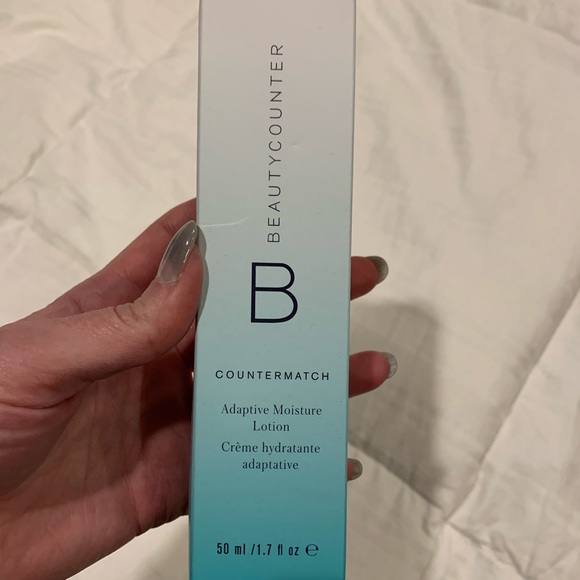 BEAUTYCOUNTER
B
COUNTERMATCH
Adaptive Moisture
Lotion
Crème hydratante
adaptative
50 ml /1.7 fl oz ℮